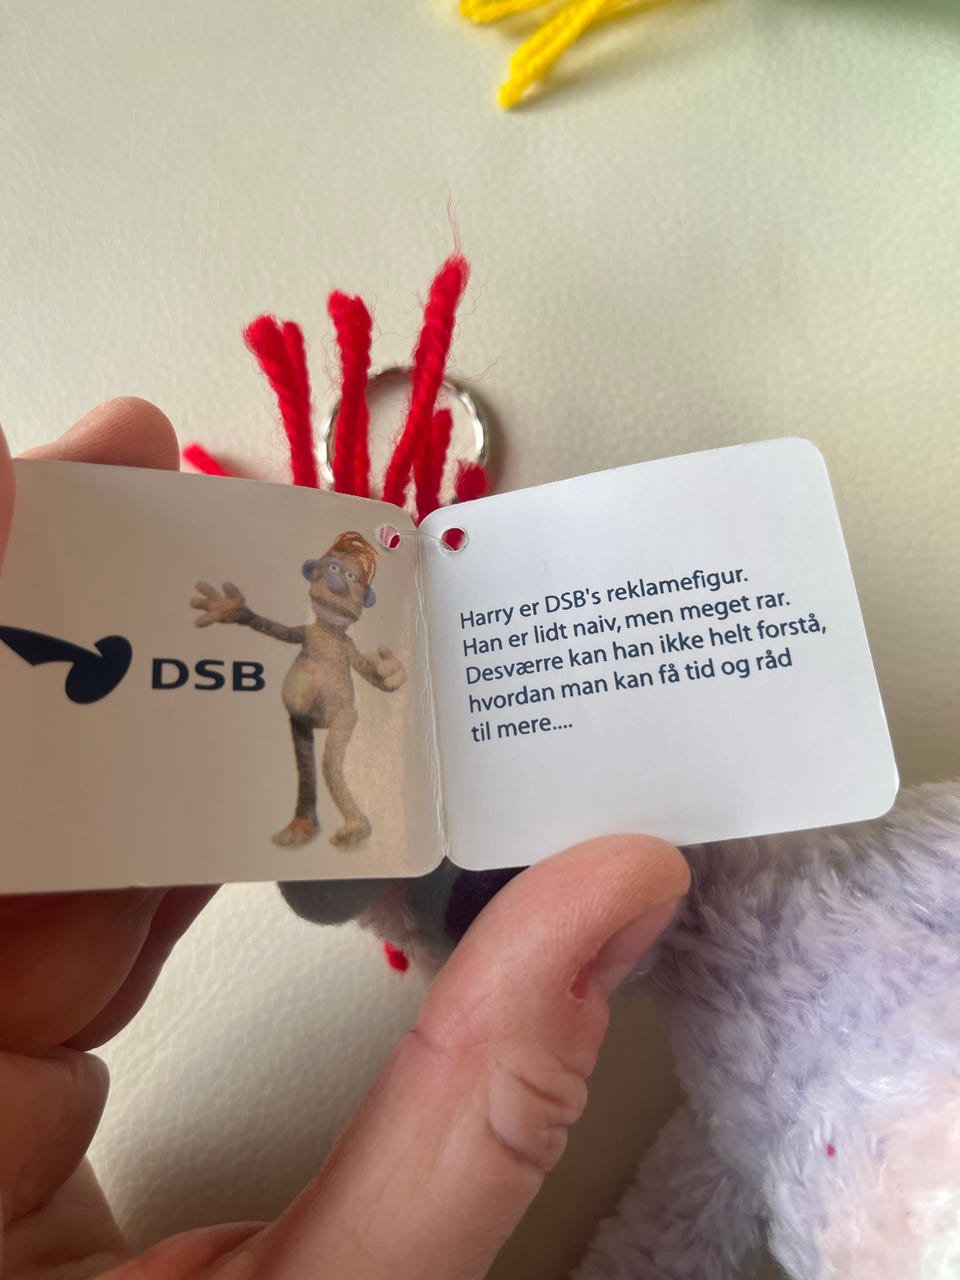 DSB
Harry er DSB's reklamefigur.
Han er lidt naiv, men meget rar.
Desværre kan han ikke helt forstå,
hvordan man kan få tid og råd
til mere....